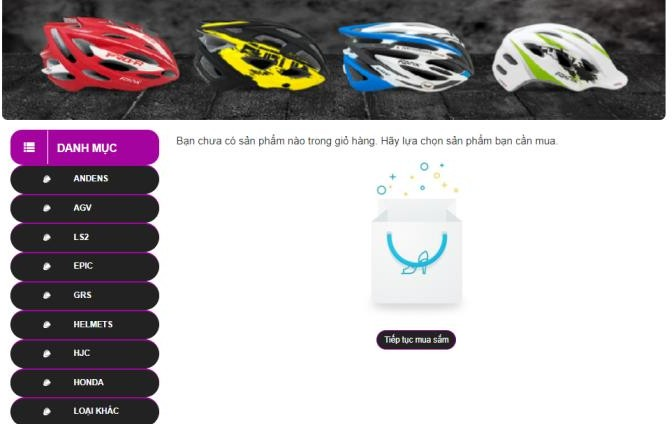 DANH MỤC
ANDENS
AGV
LS2
EPIC
GRS
HELMETS
HJC
HONDA
LOẠI KHÁC
Bạn chưa có sản phẩm nào trong giỏ hàng. Hãy lựa chọn sản phẩm bạn cần mua.
Tiếp tục mua sắm